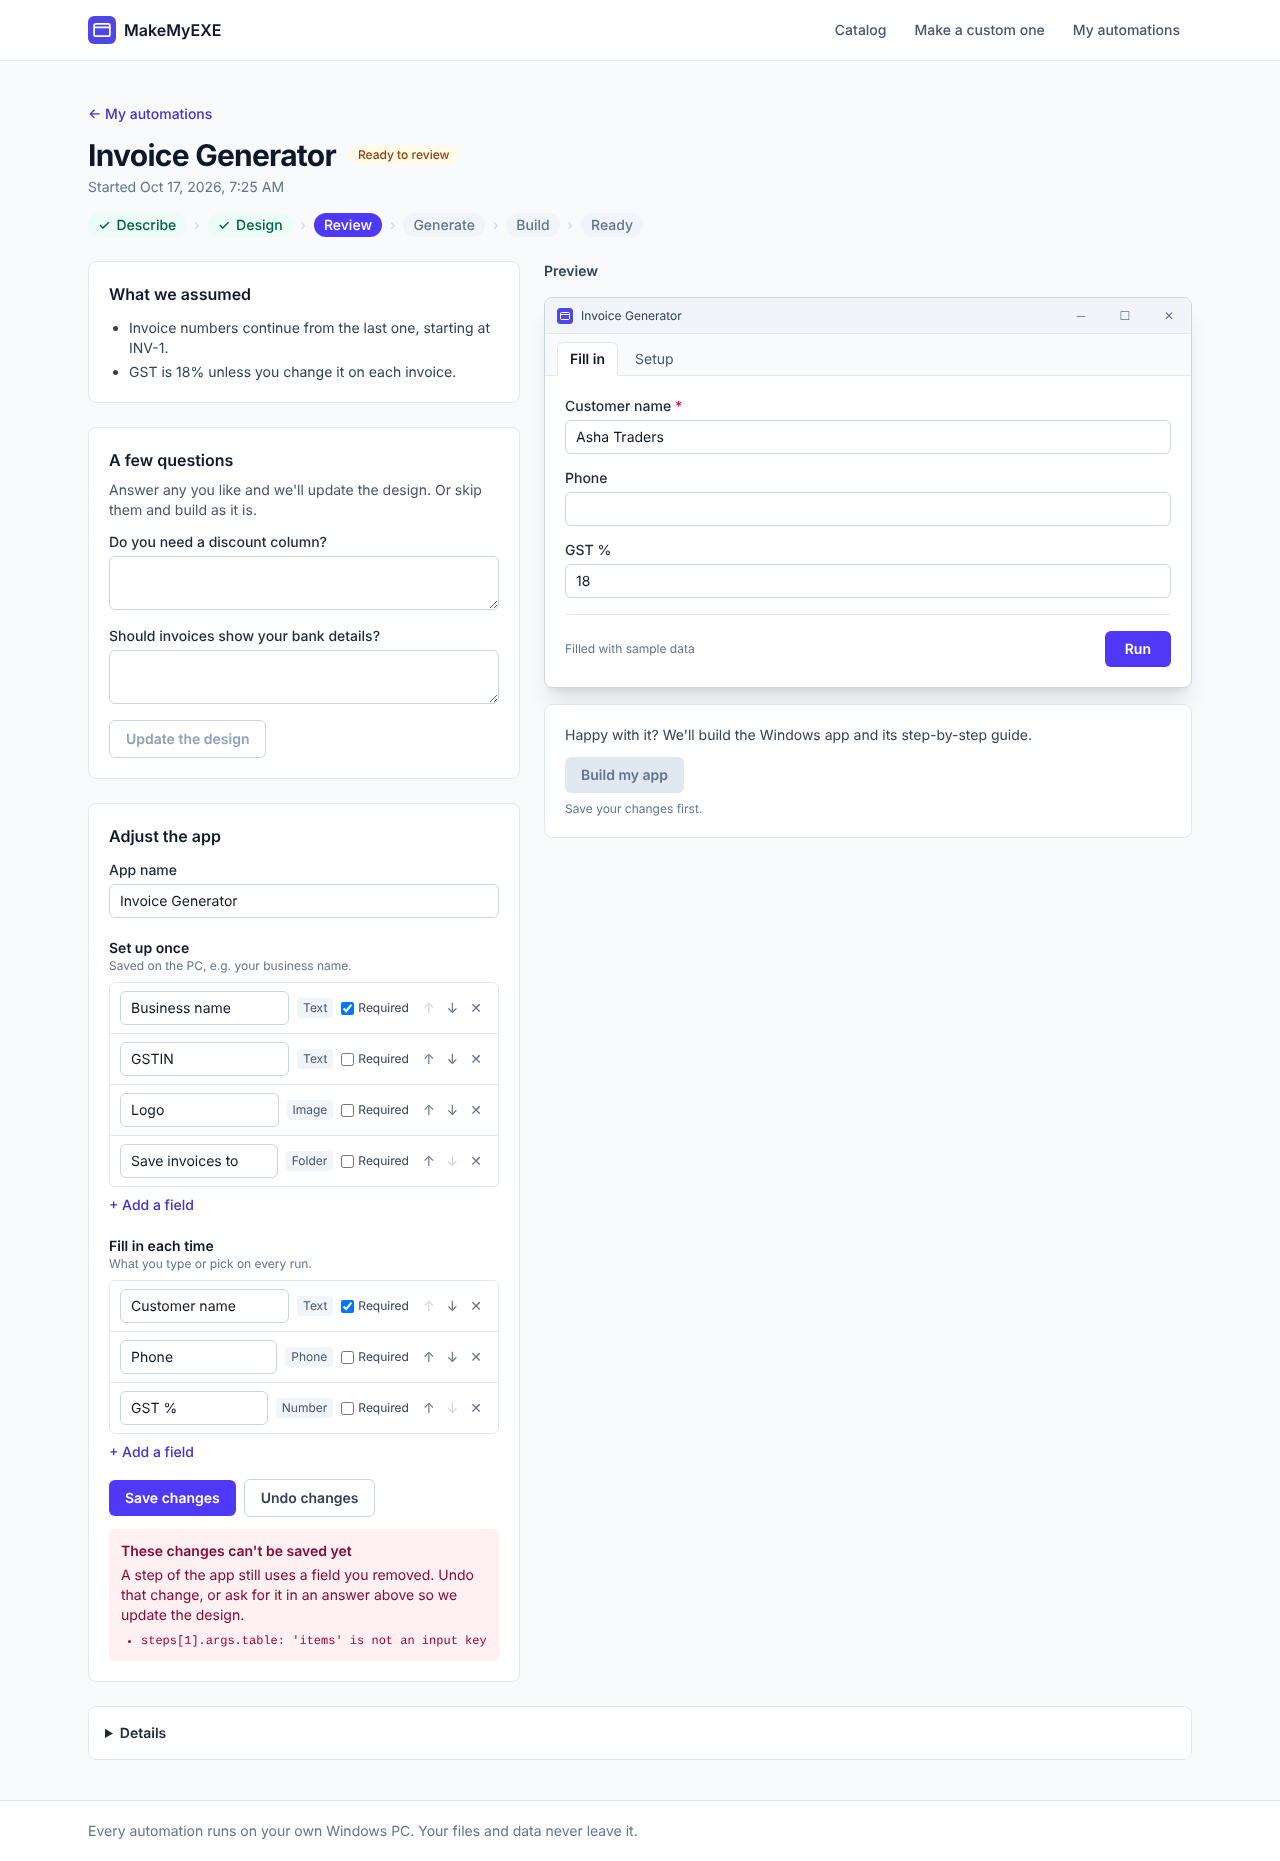 MakeMyEXE
Catalog
Make a custom one
My automations
← My automations
Invoice Generator
Ready to review
Started Oct 17, 2026, 7:25 AM
✓ Describe › ✓ Design › Review › Generate › Build › Ready
What we assumed
• Invoice numbers continue from the last one, starting at
INV-1.
• GST is 18% unless you change it on each invoice.
A few questions
Answer any you like and we'll update the design. Or skip
them and build as it is.
Do you need a discount column?
Should invoices show your bank details?
Update the design
Adjust the app
App name
Invoice Generator
Set up once
Saved on the PC, e.g. your business name.
Business name Text Required ↑ ↓ ✕
GSTIN Text Required ↑ ↓ ✕
Logo Image Required ↑ ↓ ✕
Save invoices to Folder Required ↑ ↓ ✕
+ Add a field
Fill in each time
What you type or pick on every run.
Customer name Text Required ↑ ↓ ✕
Phone Phone Required ↑ ↓ ✕
GST % Number Required ↑ ↓ ✕
+ Add a field
Save changes
Undo changes
These changes can't be saved yet
A step of the app still uses a field you removed. Undo
that change, or ask for it in an answer above so we
update the design.
• steps[1].args.table: 'items' is not an input key
Preview
Invoice Generator
Fill in
Setup
Customer name *
Asha Traders
Phone
GST %
18
Filled with sample data
Run
Happy with it? We'll build the Windows app and its step-by-step guide.
Build my app
Save your changes first.
▶ Details
Every automation runs on your own Windows PC. Your files and data never leave it.